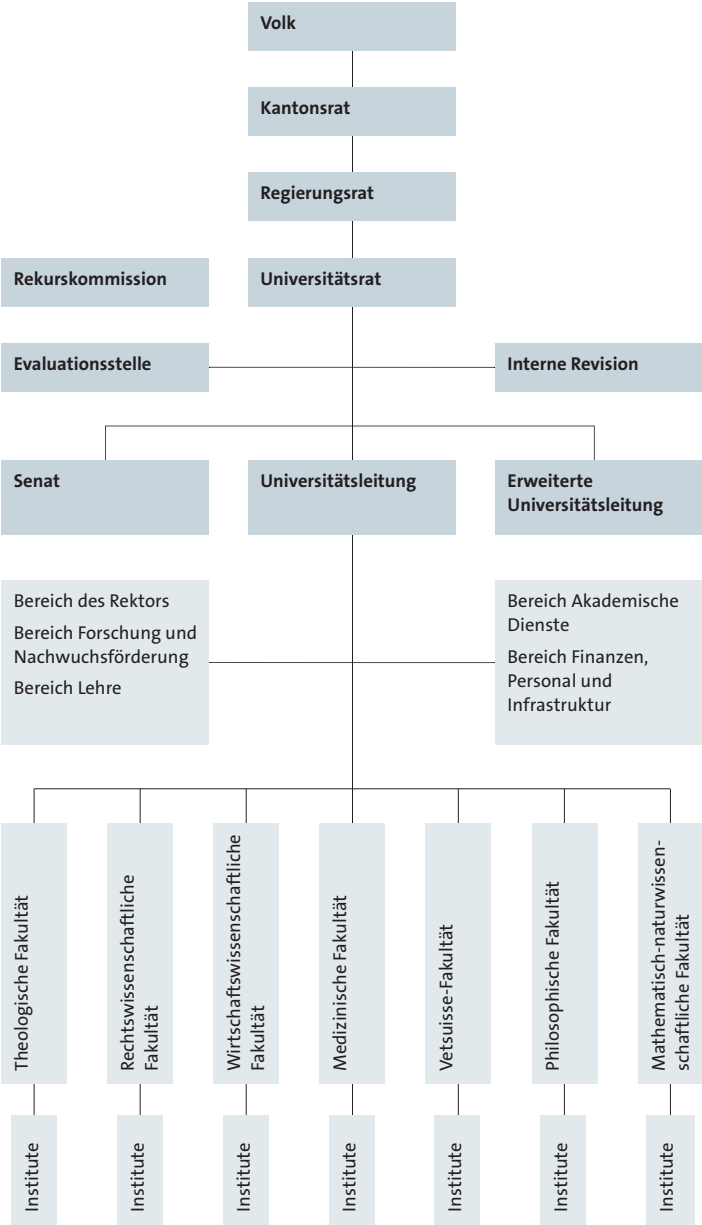 Volk
Kantonsrat
Regierungsrat
Rekurskommission
Universitätsrat
Evaluationsstelle
Interne Revision
Senat
Universitätsleitung
Erweiterte
Universitätsleitung
Bereich des Rektors
Bereich Forschung und
Nachwuchsförderung
Bereich Lehre
Bereich Akademische
Dienste
Bereich Finanzen,
Personal und
Infrastruktur
Theologische Fakultät
Rechtswissenschaftliche
Fakultät
Wirtschaftswissenschaftliche
Fakultät
Medizinische Fakultät
Vetsuisse-Fakultät
Philosophische Fakultät
Mathematisch-naturwissen-
schaftliche Fakultät
Institute
Institute
Institute
Institute
Institute
Institute
Institute